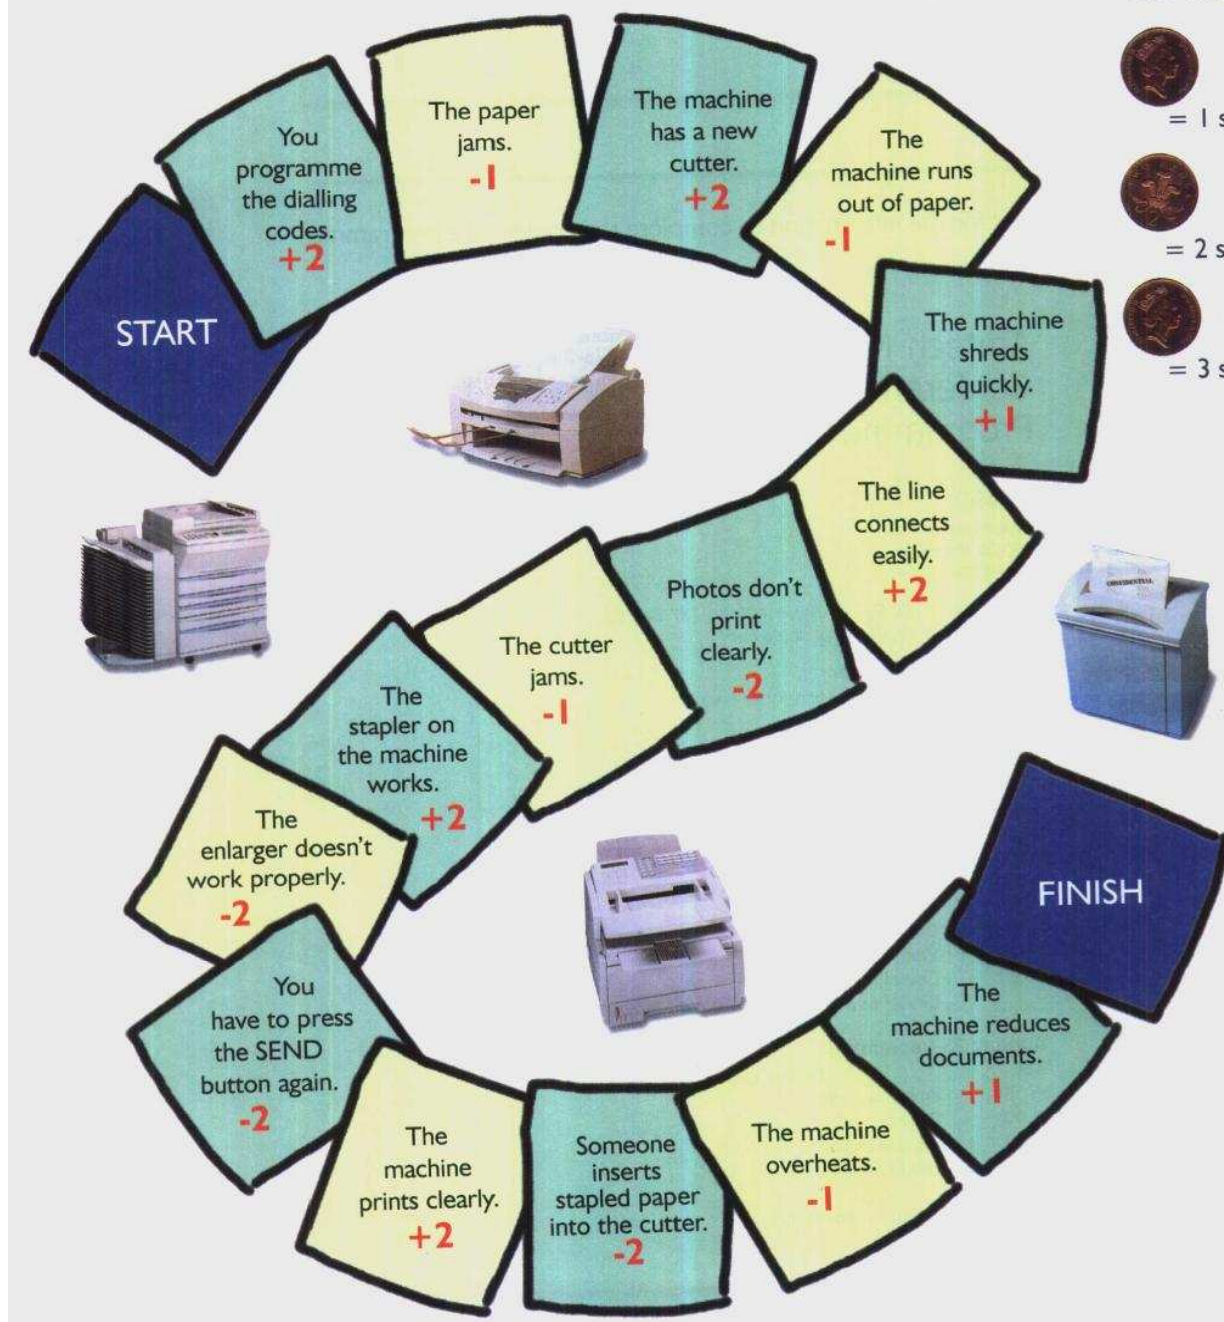 START
You
programme
the dialling
codes.
+2
The paper
jams.
-1
The machine
has a new
cutter.
+2
The
machine runs
out of paper.
-1
The machine
shreds
quickly.
+1
The line
connects
easily.
+2
Photos don't
print
clearly.
-2
The cutter
jams.
-1
The
stapler on
the machine
works.
+2
The
enlarger doesn't
work properly.
-2
You
have to press
the SEND
button again.
-2
The
machine
prints clearly.
+2
Someone
inserts
stapled paper
into the cutter.
-2
The machine
overheats.
-1
The
machine reduces
documents.
+1
FINISH
= 1 s
= 2 s
= 3 s
CONFIDENTIAL